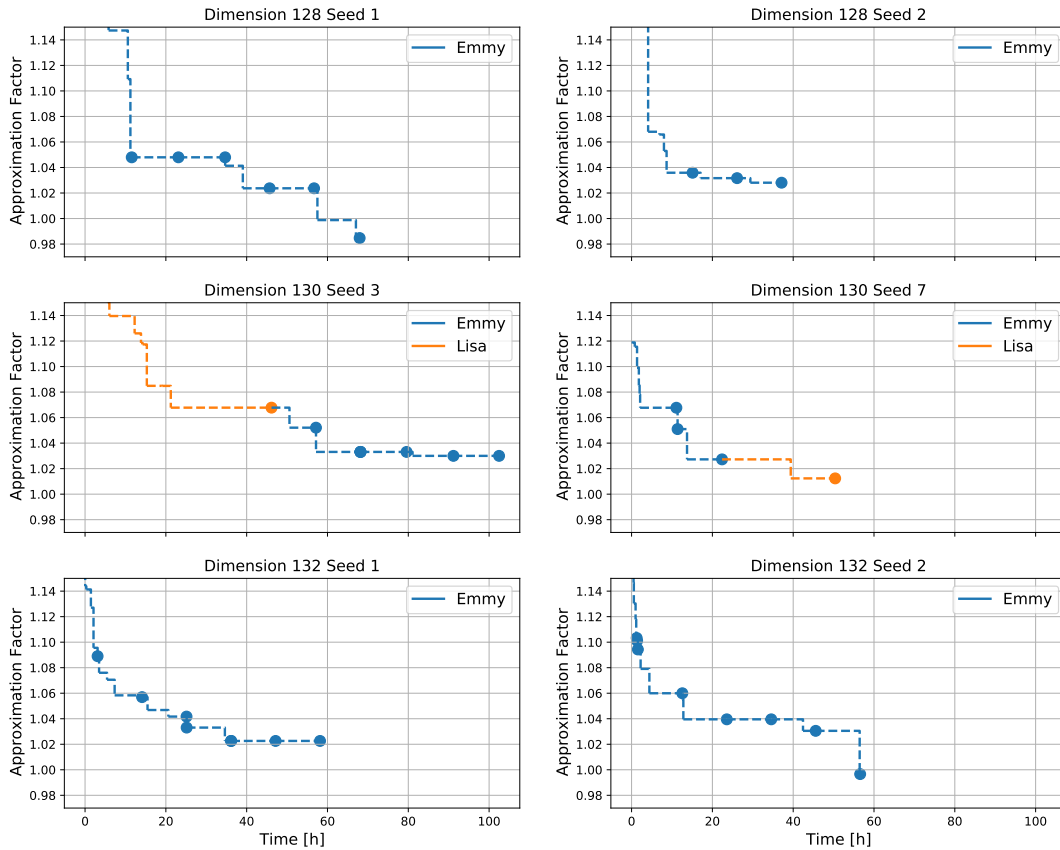 Dimension 128 Seed 1
Approximation Factor
1.14
1.12
1.10
1.08
1.06
1.04
1.02
1.00
0.98
Emmy
Dimension 128 Seed 2
Approximation Factor
1.14
1.12
1.10
1.08
1.06
1.04
1.02
1.00
0.98
Emmy
Dimension 130 Seed 3
Approximation Factor
1.14
1.12
1.10
1.08
1.06
1.04
1.02
1.00
0.98
Emmy
Lisa
Dimension 130 Seed 7
Approximation Factor
1.14
1.12
1.10
1.08
1.06
1.04
1.02
1.00
0.98
Emmy
Lisa
Dimension 132 Seed 1
Approximation Factor
1.14
1.12
1.10
1.08
1.06
1.04
1.02
1.00
0.98
Emmy
0 20 40 60 80 100
Time [h]
Dimension 132 Seed 2
Approximation Factor
1.14
1.12
1.10
1.08
1.06
1.04
1.02
1.00
0.98
Emmy
0 20 40 60 80 100
Time [h]